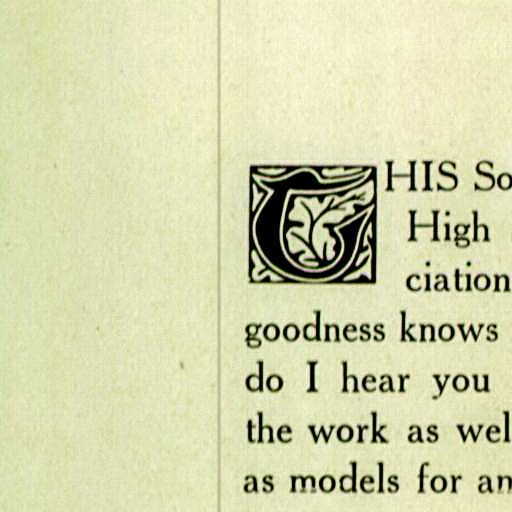 THIS So
High
ciation
goodness knows
do I hear you
the work as wel
as models for an